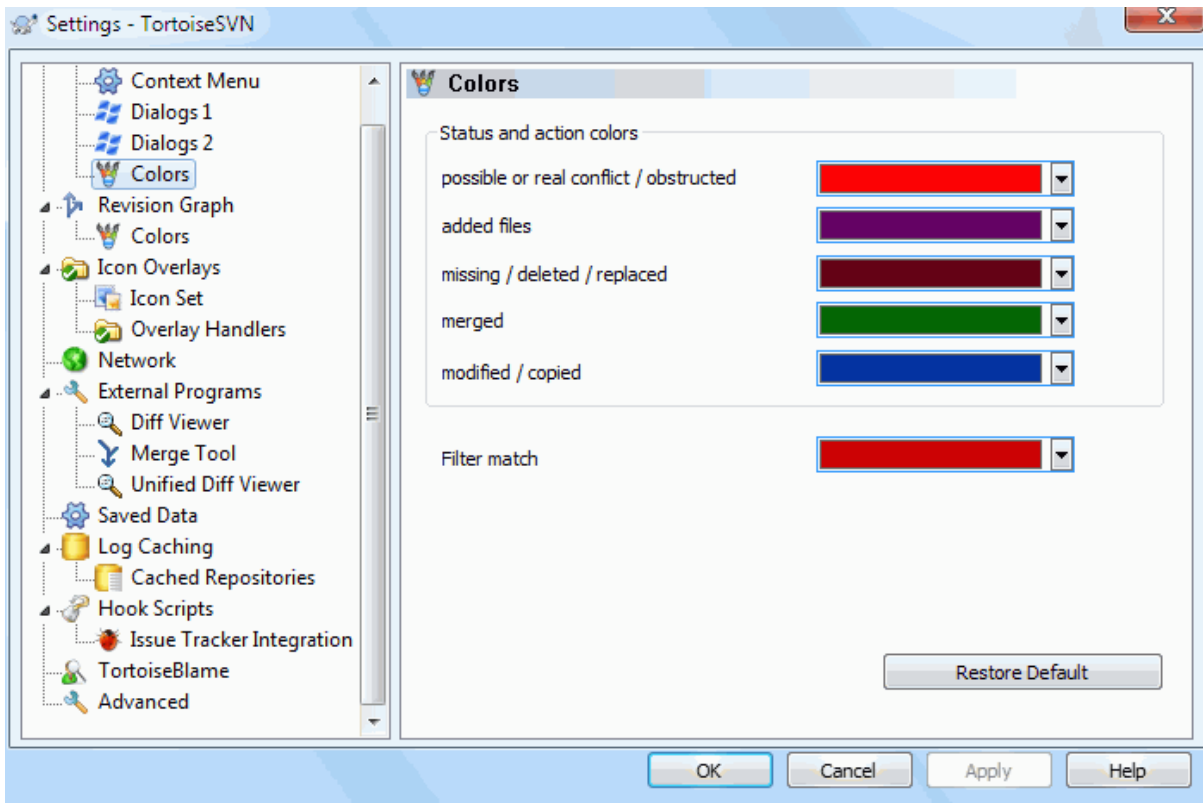 Settings - TortoiseSVN
X
Context Menu
Dialogs 1
Dialogs 2
Colors
Revision Graph
Colors
Icon Overlays
Icon Set
Overlay Handlers
Network
External Programs
Diff Viewer
Merge Tool
Unified Diff Viewer
Saved Data
Log Caching
Cached Repositories
Hook Scripts
Issue Tracker Integration
TortoiseBlame
Advanced
Colors
Status and action colors
possible or real conflict / obstructed
added files
missing / deleted / replaced
merged
modified / copied
Filter match
Restore Default
OK
Cancel
Apply
Help